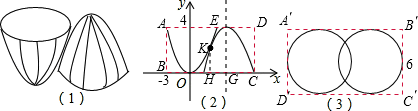 y
A 4 E D
K
B -3 O H G C x
A′ B′
6
D′ C′
(1) (2) (3)